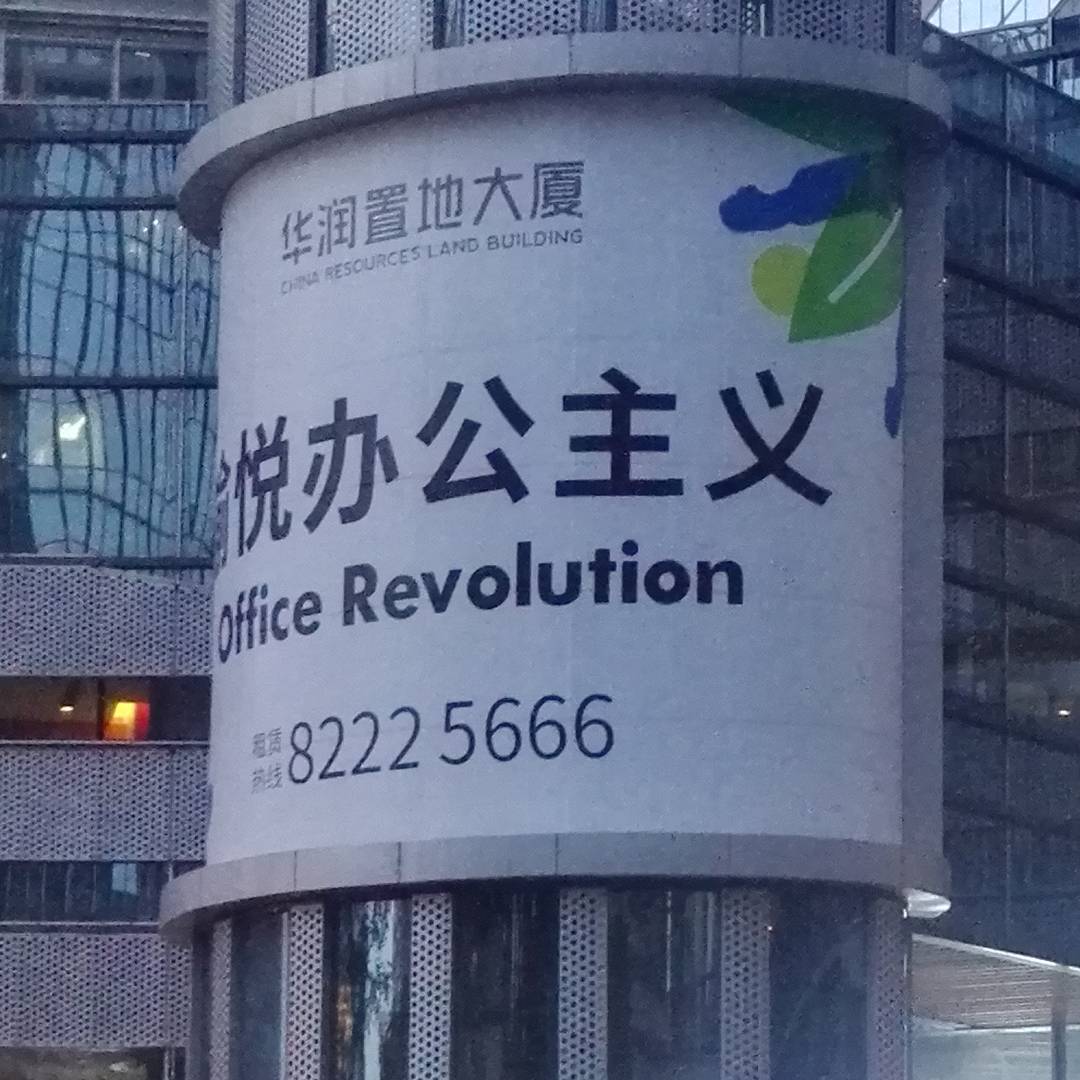 华润置地大厦
CHINA RESOURCES LAND BUILDING
悦办公主义
Office Revolution
租赁
热线 8222 5666